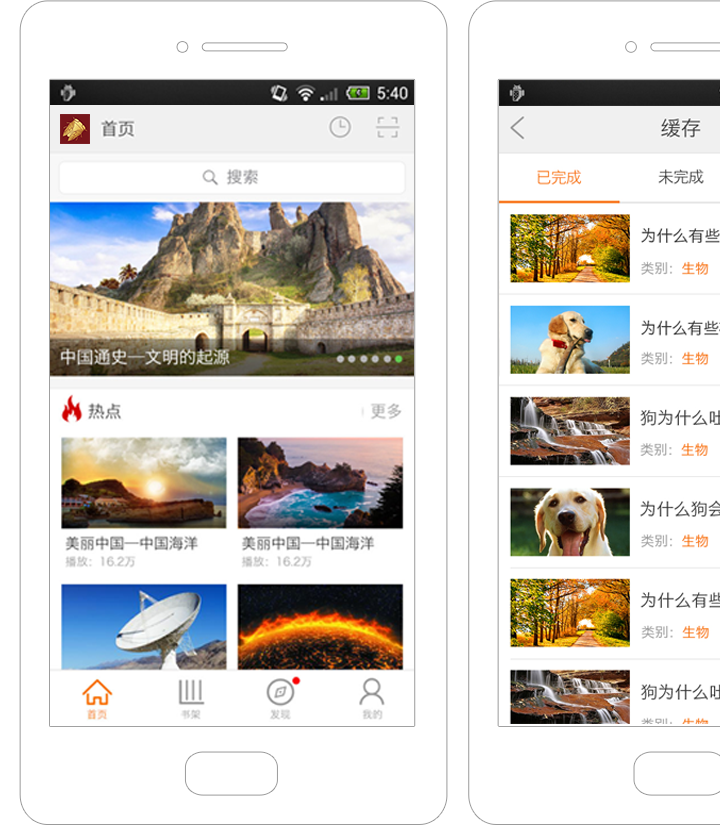 5:40
首页
搜索
中国通史—文明的起源
热点
更多
美丽中国—中国海洋
播放：16.2万
美丽中国—中国海洋
播放：16.2万
首页
书架
发现
我的
缓存
已完成
未完成
为什么有些
类别：生物
为什么有些
类别：生物
狗为什么吐
类别：生物
为什么狗会
类别：生物
为什么有些
类别：生物
狗为什么吐
类别：生物